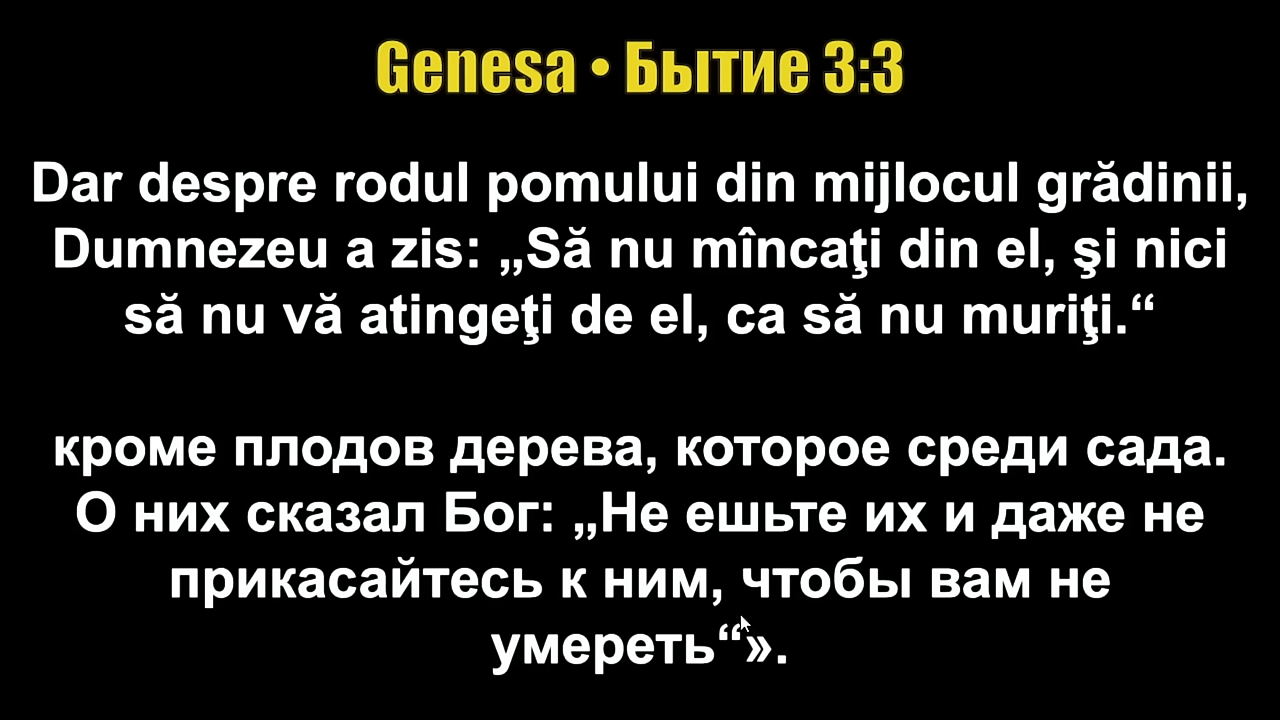 Genesa • Бытие 3:3
Dar despre rodul pomului din mijlocul grădinii,
Dumnezeu a zis: „Să nu mîncaţi din el, şi nici
să nu vă atingeţi de el, ca să nu muriţi.“
кроме плодов дерева, которое среди сада.
О них сказал Бог: „Не ешьте их и даже не
прикасайтесь к ним, чтобы вам не
умереть“».